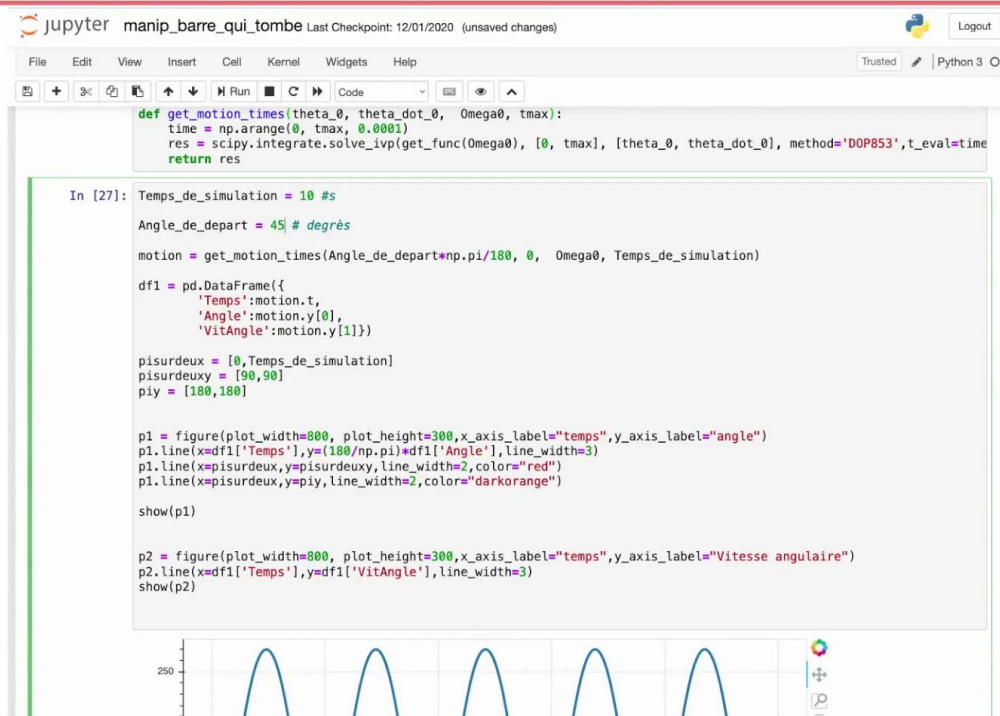 jupyter manip_barre_qui_tombe Last Checkpoint: 12/01/2020 (unsaved changes) Logout
File Edit View Insert Cell Kernel Widgets Help Trusted Python 3
Run Code
def get_motion_times(theta_0, theta_dot_0, Omega0, tmax):
time = np.arange(0, tmax, 0.0001)
res = scipy.integrate.solve_ivp(get_func(Omega0), [0, tmax], [theta_0, theta_dot_0], method='DOP853',t_eval=time
return res
In [27]: Temps_de_simulation = 10 #s
Angle_de_depart = 45 # degrès
motion = get_motion_times(Angle_de_depart*np.pi/180, 0, Omega0, Temps_de_simulation)
df1 = pd.DataFrame({
'Temps':motion.t,
'Angle':motion.y[0],
'VitAngle':motion.y[1]})
pisurdeux = [0,Temps_de_simulation]
pisurdeuxy = [90,90]
piy = [180,180]
p1 = figure(plot_width=800, plot_height=300,x_axis_label="temps",y_axis_label="angle")
p1.line(x=df1['Temps'],y=(180/np.pi)*df1['Angle'],line_width=3)
p1.line(x=pisurdeux,y=pisurdeuxy,line_width=2,color="red")
p1.line(x=pisurdeux,y=piy,line_width=2,color="darkorange")
show(p1)
p2 = figure(plot_width=800, plot_height=300,x_axis_label="temps",y_axis_label="Vitesse angulaire")
p2.line(x=df1['Temps'],y=df1['VitAngle'],line_width=3)
show(p2)
250